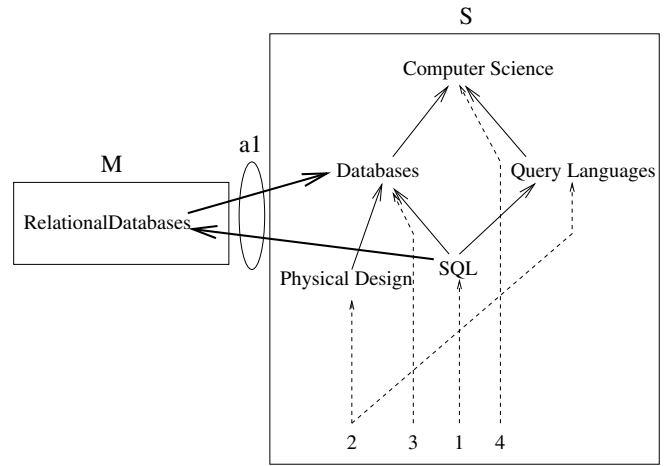 S
Computer Science
a1
M
Databases
Query Languages
RelationalDatabases
SQL
Physical Design
2 3 1 4